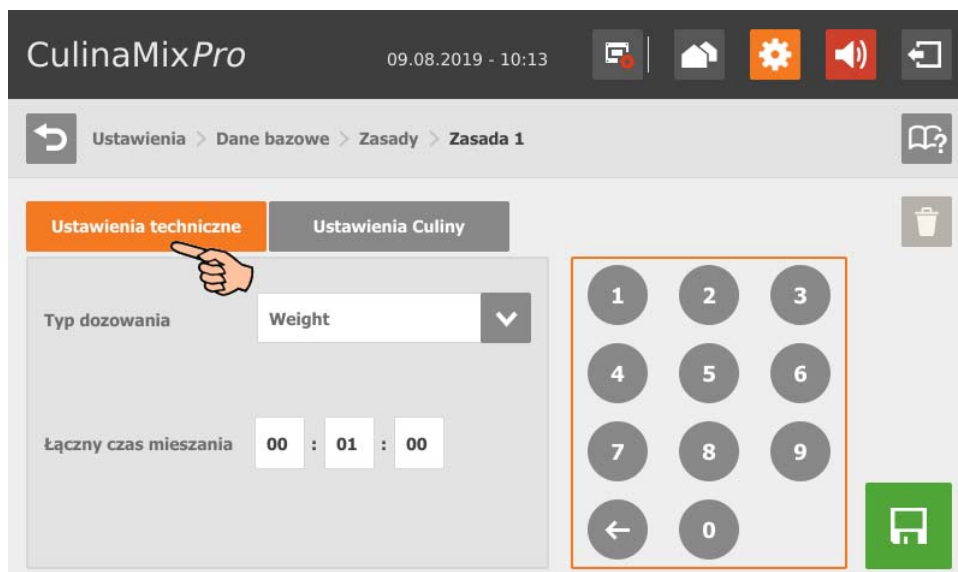 CulinaMixPro 09.08.2019 - 10:13
Ustawienia > Dane bazowe > Zasady > Zasada 1
?
Ustawienia techniczne Ustawienia Culiny
Typ dozowania Weight
Łączny czas mieszania 00 : 01 : 00
1 2 3
4 5 6
7 8 9
0